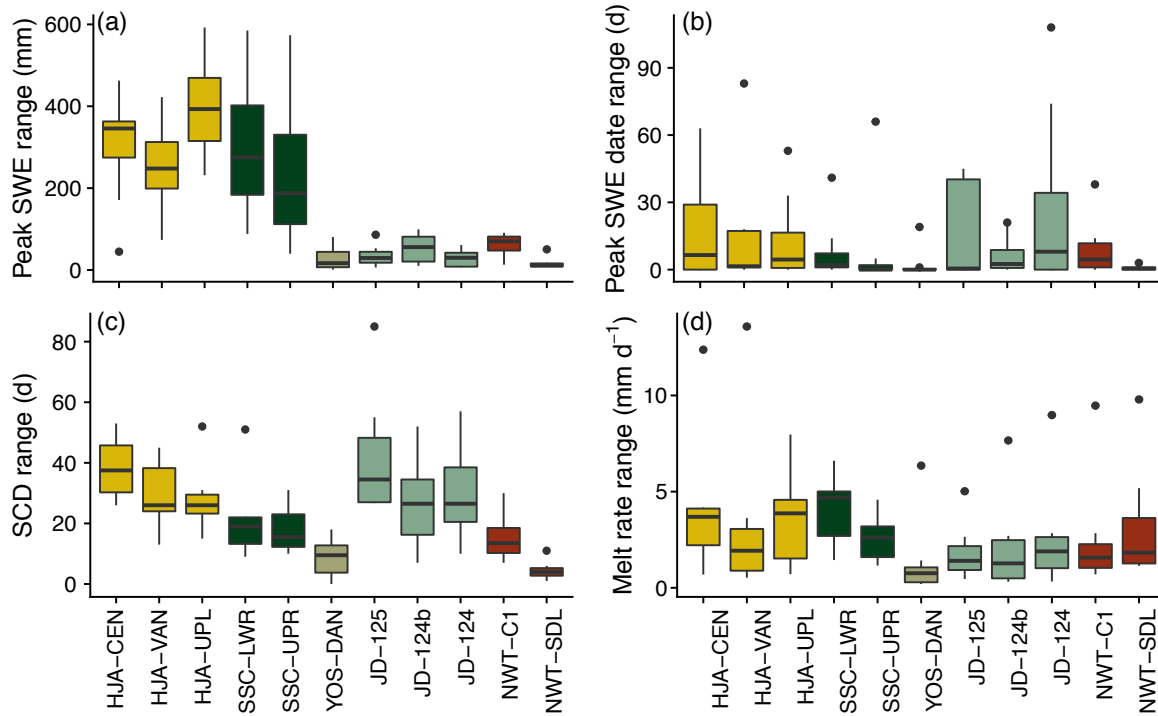 (a)
Peak SWE range (mm)
600
400
200
0
(b)
Peak SWE date range (d)
90
60
30
0
(c)
SCD range (d)
80
60
40
20
0
(d)
Melt rate range (mm d⁻¹)
10
5
0
HJA−CEN
HJA−VAN
HJA−UPL
SSC−LWR
SSC−UPR
YOS−DAN
JD−125
JD−124b
JD−124
NWT−C1
NWT−SDL
HJA−CEN
HJA−VAN
HJA−UPL
SSC−LWR
SSC−UPR
YOS−DAN
JD−125
JD−124b
JD−124
NWT−C1
NWT−SDL